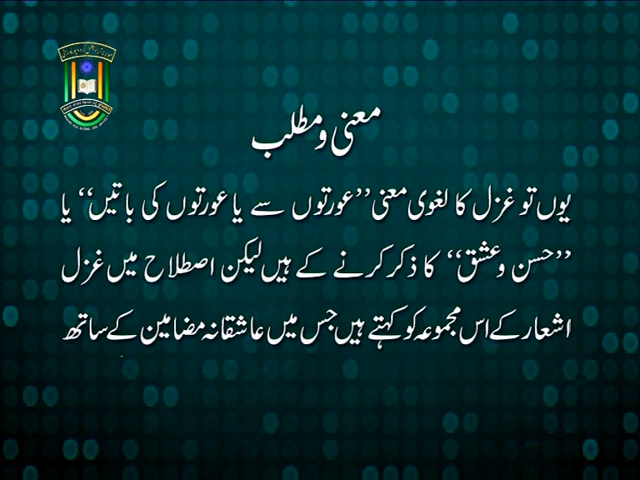 معنی و مطلب
یوں تو غزل کا لغوی معنی ’’عورتوں سے یا عورتوں کی باتیں‘‘ یا
’’حسن و عشق‘‘ کا ذکر کرنے کے ہیں لیکن اصطلاح میں غزل
اشعار کے اس مجموعہ کو کہتے ہیں جس میں عاشقانہ مضامین کے ساتھ